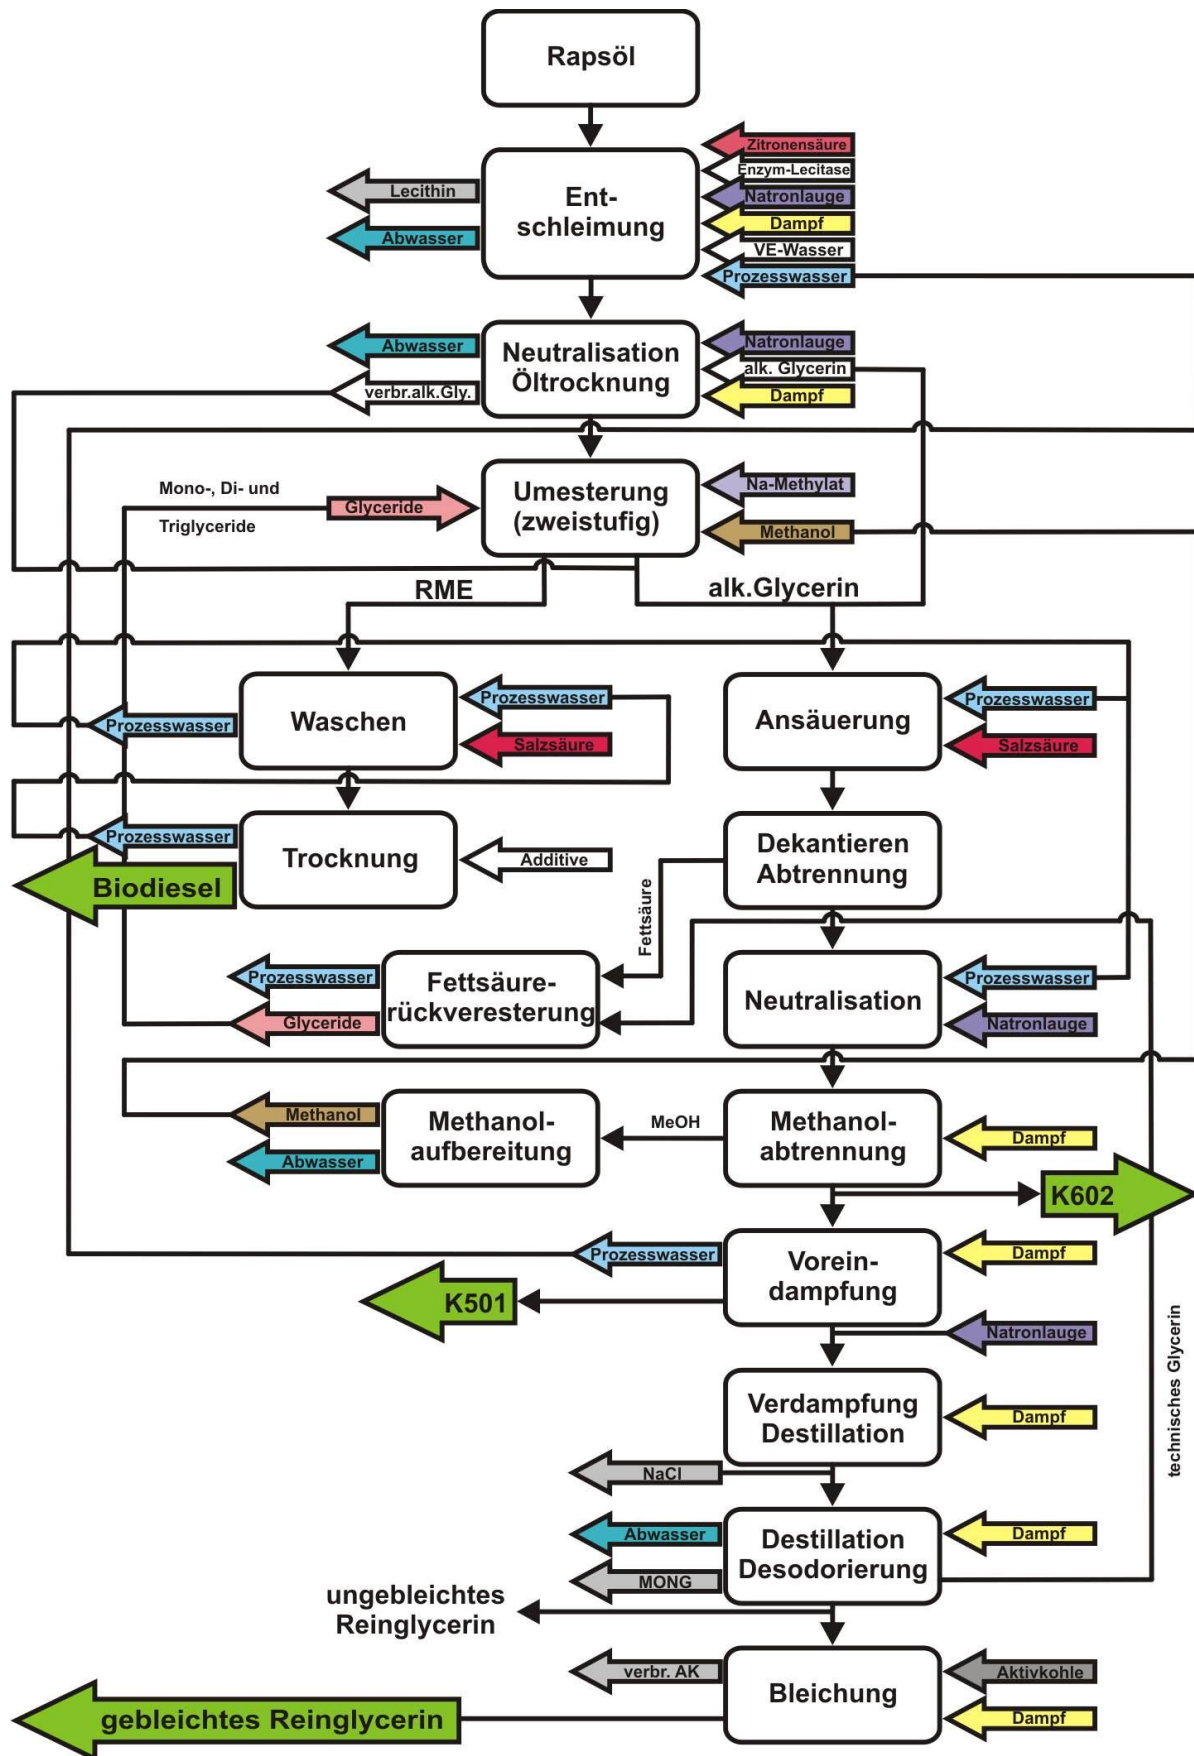 Rapsöl
Zitronensäure
Enzym-Lecitase
Lecithin
Ent-
schleimung
Natronlauge
Dampf
Abwasser
VE-Wasser
Prozesswasser
Abwasser
Neutralisation
Öltrocknung
Natronlauge
alk. Glycerin
verbr.alk.Gly.
Dampf
Mono-, Di- und
Triglyceride
Glyceride
Umesterung
(zweistufig)
Na-Methylat
Methanol
RME
alk.Glycerin
Prozesswasser
Waschen
Prozesswasser
Salzsäure
Ansäuerung
Prozesswasser
Salzsäure
Prozesswasser
Trocknung
Additive
Biodiesel
Dekantieren
Abtrennung
Fettsäure
Prozesswasser
Glyceride
Fettsäure-
rückveresterung
Neutralisation
Prozesswasser
Natronlauge
Methanol
Abwasser
Methanol-
aufbereitung
MeOH
Methanol-
abtrennung
Dampf
K602
Prozesswasser
K501
Vorein-
dampfung
Dampf
Natronlauge
technisches Glycerin
Verdampfung
Destillation
Dampf
NaCl
Abwasser
MONG
Destillation
Desodorierung
Dampf
ungebleichtes
Reinglycerin
verbr. AK
Bleichung
Aktivkohle
Dampf
gebleichtes Reinglycerin